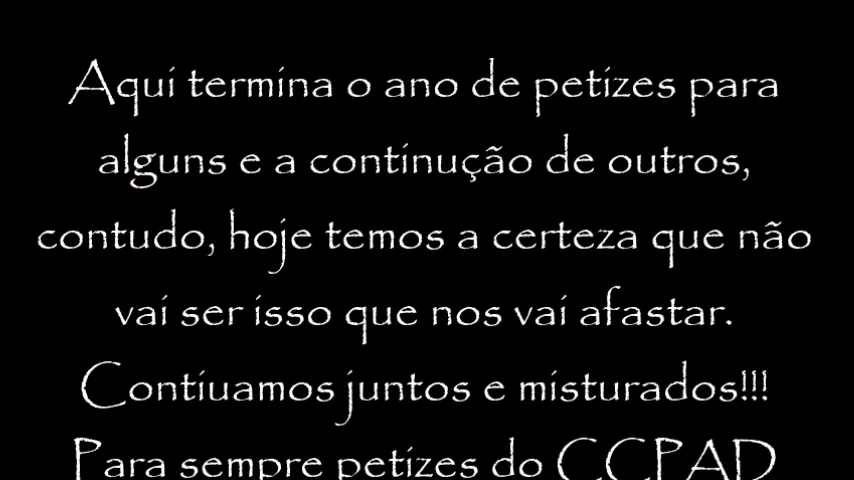 Aqui termina o ano de petizes para
alguns e a continução de outros,
contudo, hoje temos a certeza que não
vai ser isso que nos vai afastar.
Contiuamos juntos e misturados!!!
Para sempre petizes do CCPAD